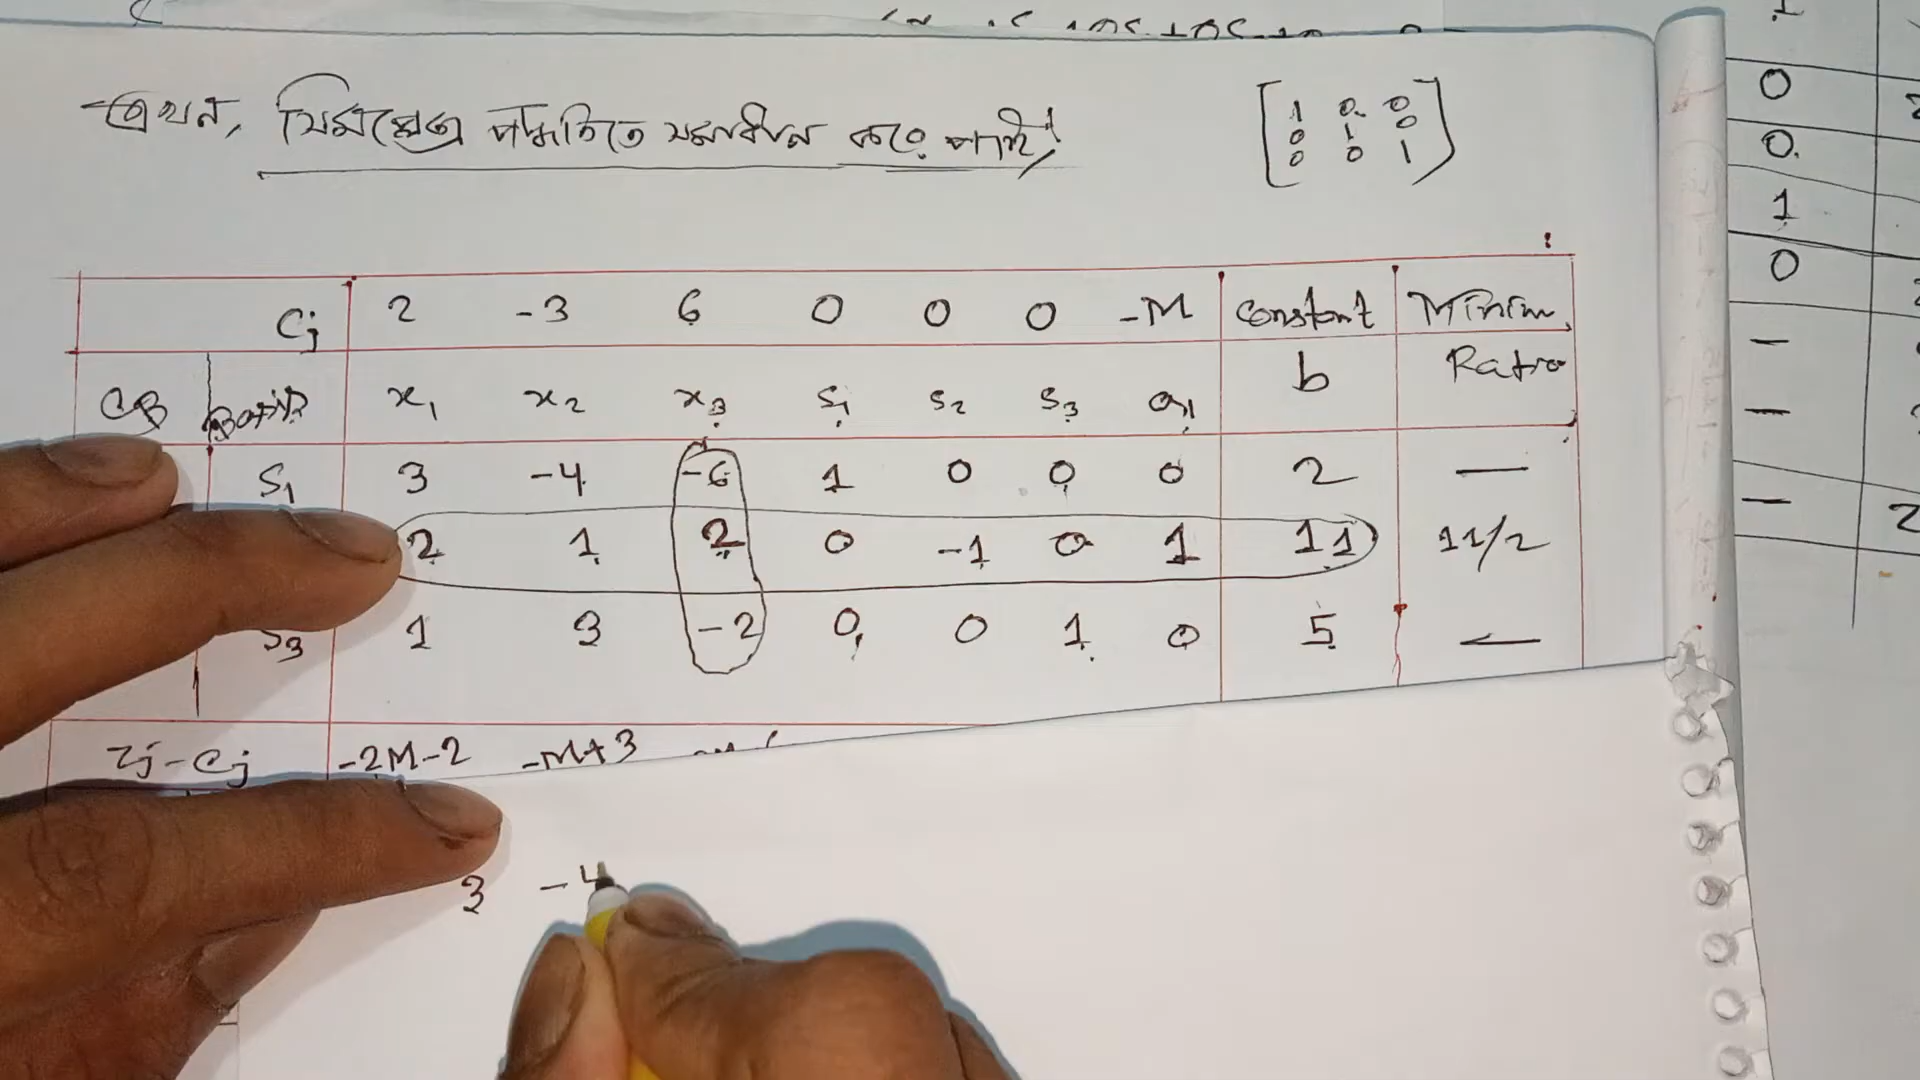 এখন, সিমপ্লেক্স পদ্ধতিতে সমাধান করে পাই!
1 0 0
0 1 0
0 0 1
Cj 2 -3 6 0 0 0 -M Constant Minim.
CB x1 x2 x3 S1 S2 S3 a1 b Ratio
S1 3 -4 -6 1 0 0 0 2 —
2 1 2 0 -1 0 1 11 11/2
S3 1 3 -2 0 0 1 0 5 —
Zj-Cj -2M-2 -M+3
3 -4
0
0.
1
0
—
—
—
2